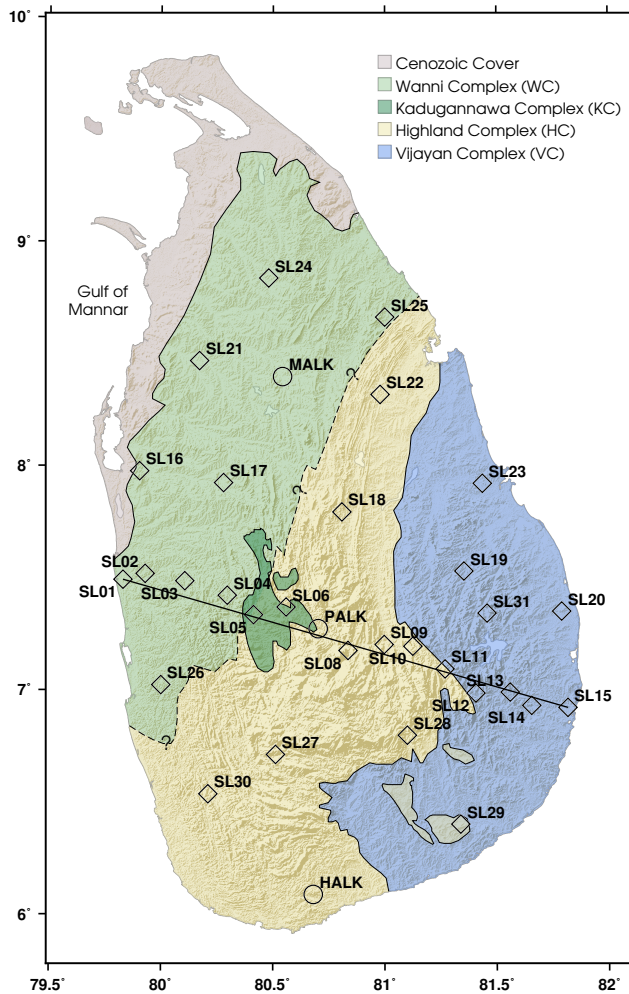 10˚
Cenozoic Cover
Wanni Complex (WC)
Kadugannawa Complex (KC)
Highland Complex (HC)
Vijayan Complex (VC)
9˚
SL24
Gulf of
Mannar
SL25
SL21
MALK
?
SL22
8˚
SL16
SL17
SL23
?
SL18
SL02
SL01
SL03
SL04
SL19
SL06
SL05
PALK
SL31
SL20
SL09
SL08
SL10
SL11
7˚
SL26
SL13
SL15
SL12
SL14
?
SL28
SL27
SL30
SL29
HALK
6˚
79.5˚
80˚
80.5˚
81˚
81.5˚
82˚